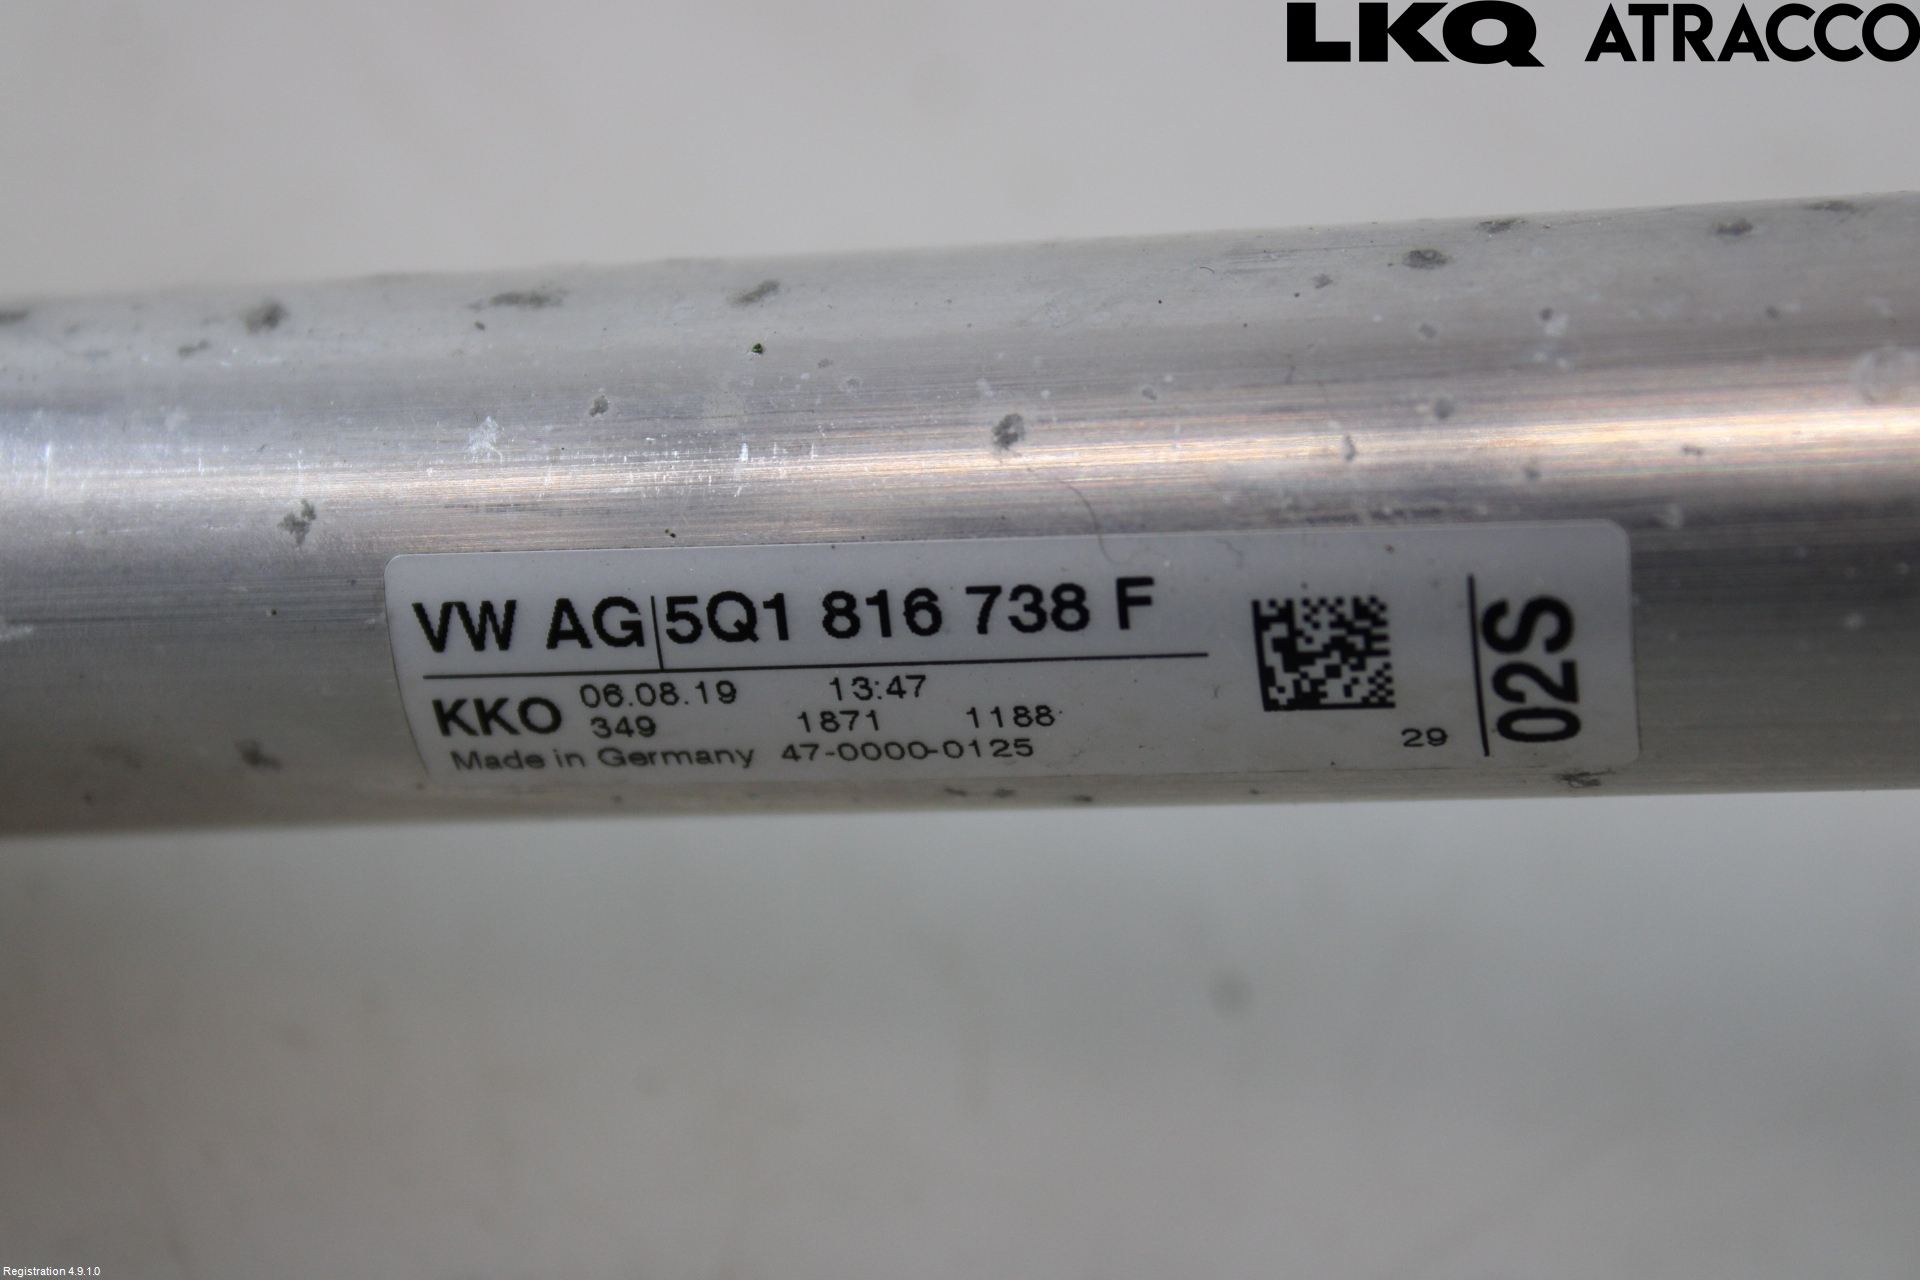 LKQ ATRACCO
VW AG 5Q1 816 738 F
KKO 06.08.19 13:47
349 1871 1188
Made in Germany 47-0000-0125
29
02S
Registration 4.9.1.0